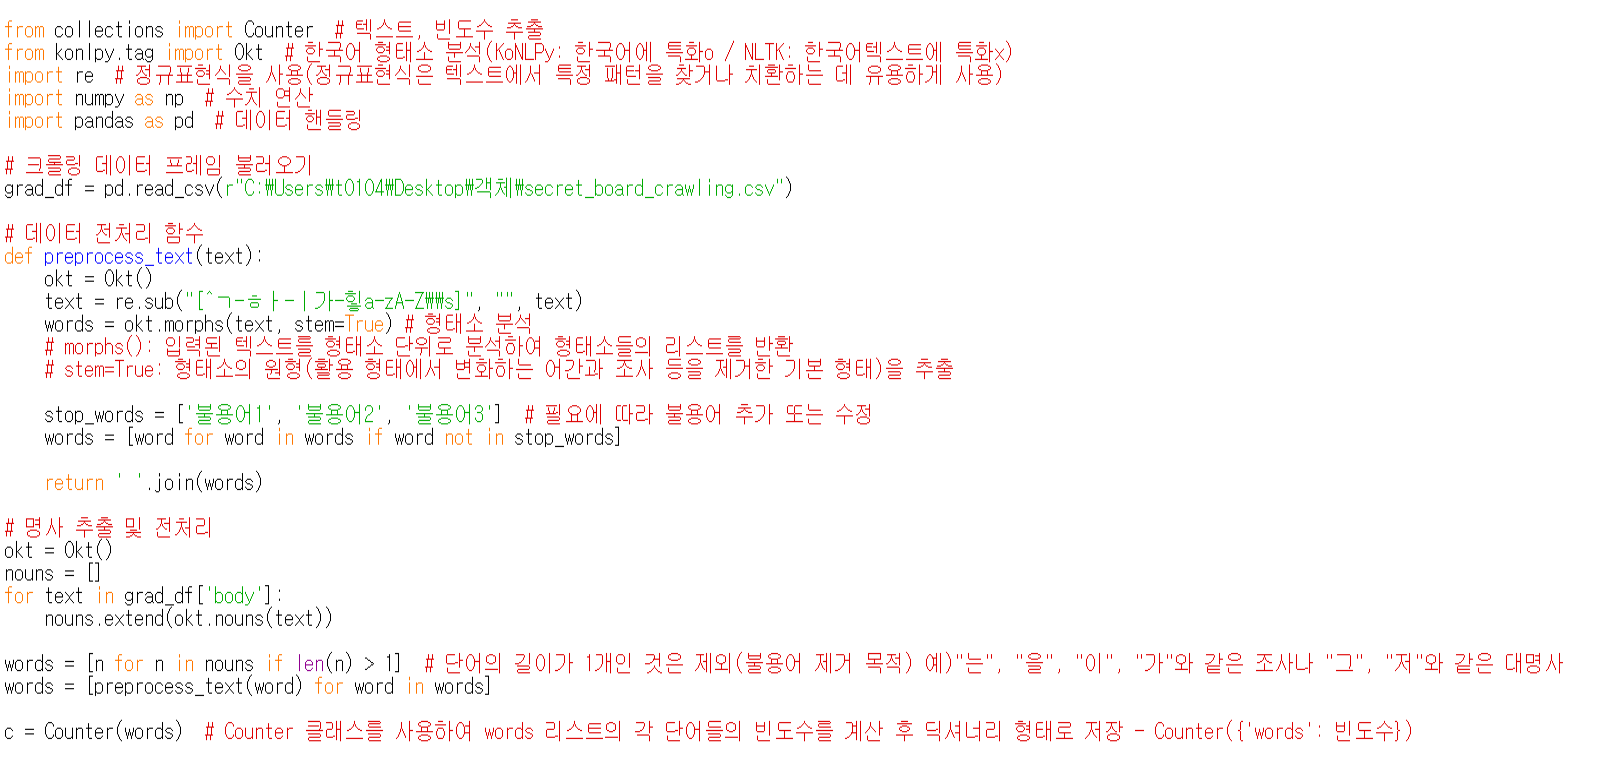 from collections import Counter  # 텍스트, 빈도수 추출
from konlpy.tag import Okt  # 한국어 형태소 분석(KoNLPy: 한국어에 특화o / NLTK: 한국어텍스트에 특화x)
import re  # 정규표현식을 사용(정규표현식은 텍스트에서 특정 패턴을 찾거나 치환하는 데 유용하게 사용)
import numpy as np  # 수치 연산
import pandas as pd  # 데이터 핸들링

# 크롤링 데이터 프레임 불러오기
grad_df = pd.read_csv(r"C:₩Users₩t0104₩Desktop₩객체₩secret_board_crawling.csv")

# 데이터 전처리 함수
def preprocess_text(text):
    okt = Okt()
    text = re.sub("[^ㄱ-ㅎㅏ-ㅣ가-힣a-zA-Z₩₩s]", "", text)
    words = okt.morphs(text, stem=True) # 형태소 분석
    # morphs(): 입력된 텍스트를 형태소 단위로 분석하여 형태소들의 리스트를 반환
    # stem=True: 형태소의 원형(활용 형태에서 변화하는 어간과 조사 등을 제거한 기본 형태)을 추출

    stop_words = ['불용어1', '불용어2', '불용어3']  # 필요에 따라 불용어 추가 또는 수정
    words = [word for word in words if word not in stop_words]

    return ' '.join(words)

# 명사 추출 및 전처리
okt = Okt()
nouns = []
for text in grad_df['body']:
    nouns.extend(okt.nouns(text))

words = [n for n in nouns if len(n) > 1]  # 단어의 길이가 1개인 것은 제외(불용어 제거 목적) 예)"는", "을", "이", "가"와 같은 조사나 "그", "저"와 같은 대명사
words = [preprocess_text(word) for word in words]

c = Counter(words)  # Counter 클래스를 사용하여 words 리스트의 각 단어들의 빈도수를 계산 후 딕셔너리 형태로 저장 - Counter({'words': 빈도수})